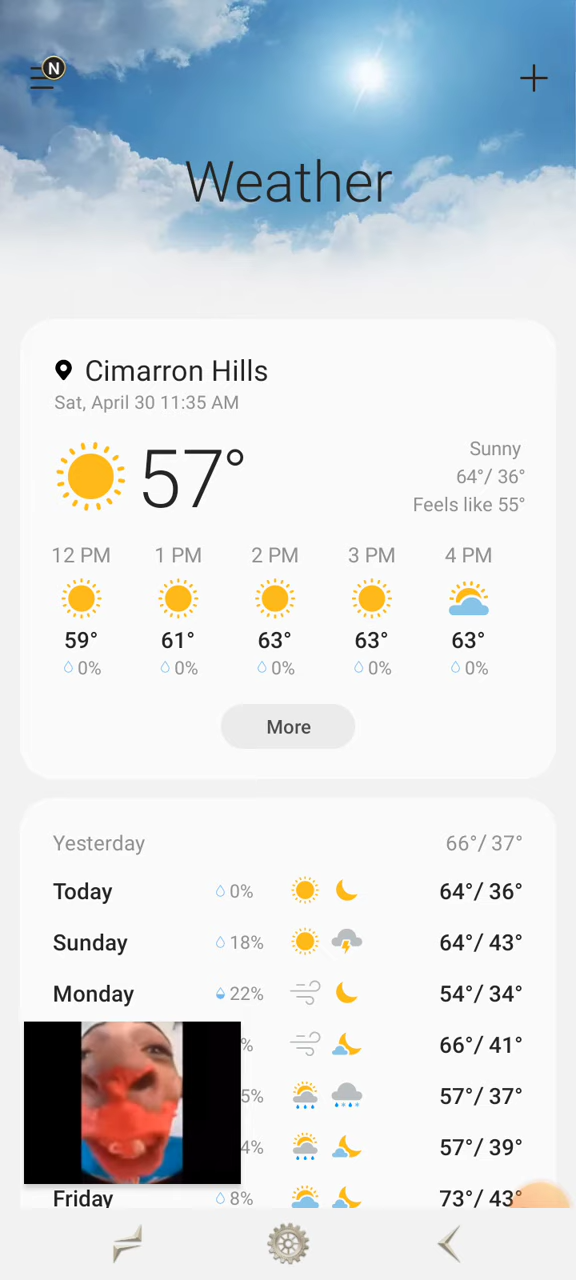 N
Weather
Cimarron Hills
Sat, April 30 11:35 AM
57°
Sunny
64°/ 36°
Feels like 55°
12 PM 1 PM 2 PM 3 PM 4 PM
59° 61° 63° 63° 63°
0% 0% 0% 0% 0%
More
Yesterday 66°/ 37°
Today 0% 64°/ 36°
Sunday 18% 64°/ 43°
Monday 22% 54°/ 34°
% 66°/ 41°
5% 57°/ 37°
4% 57°/ 39°
Friday 8% 73°/ 43°